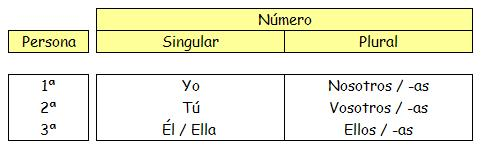 Número
Persona Singular Plural
1ª Yo Nosotros / -as
2ª Tú Vosotros / -as
3ª Él / Ella Ellos / -as